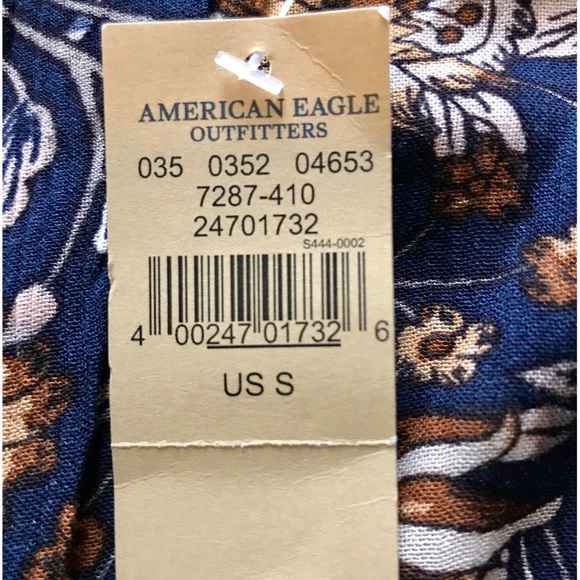 AMERICAN EAGLE
OUTFITTERS
035 0352 04653
7287-410
24701732
S444-0002
4 00247 01732 6
US S